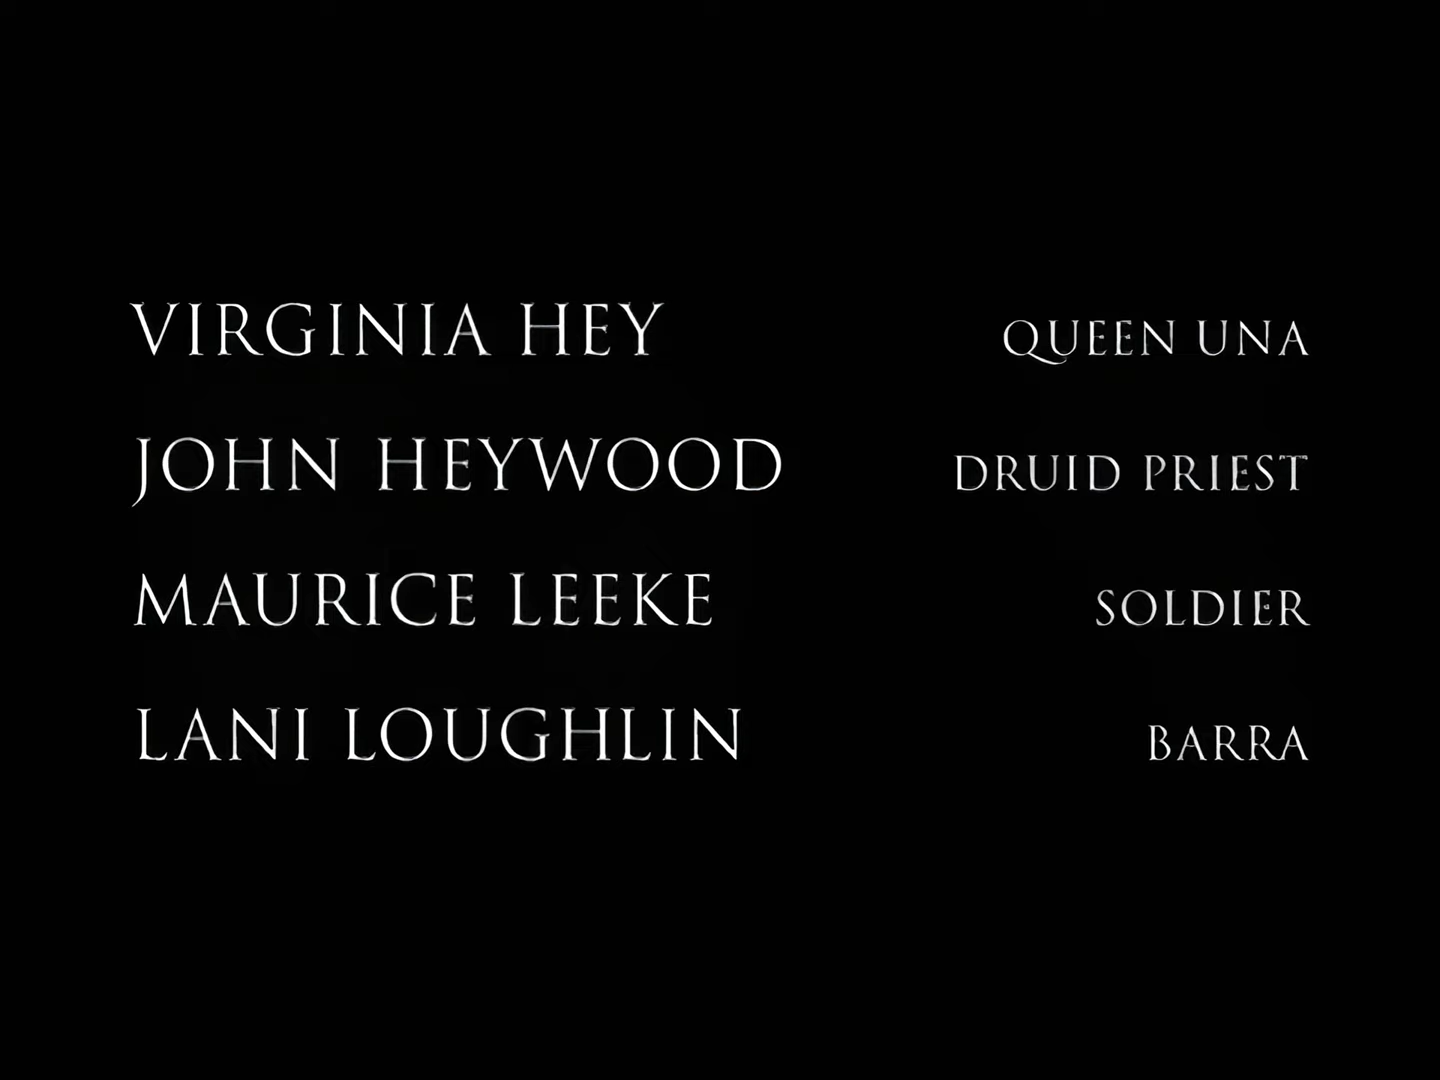 VIRGINIA HEY QUEEN UNA
JOHN HEYWOOD DRUID PRIEST
MAURICE LEEKE SOLDIER
LANI LOUGHLIN BARRA